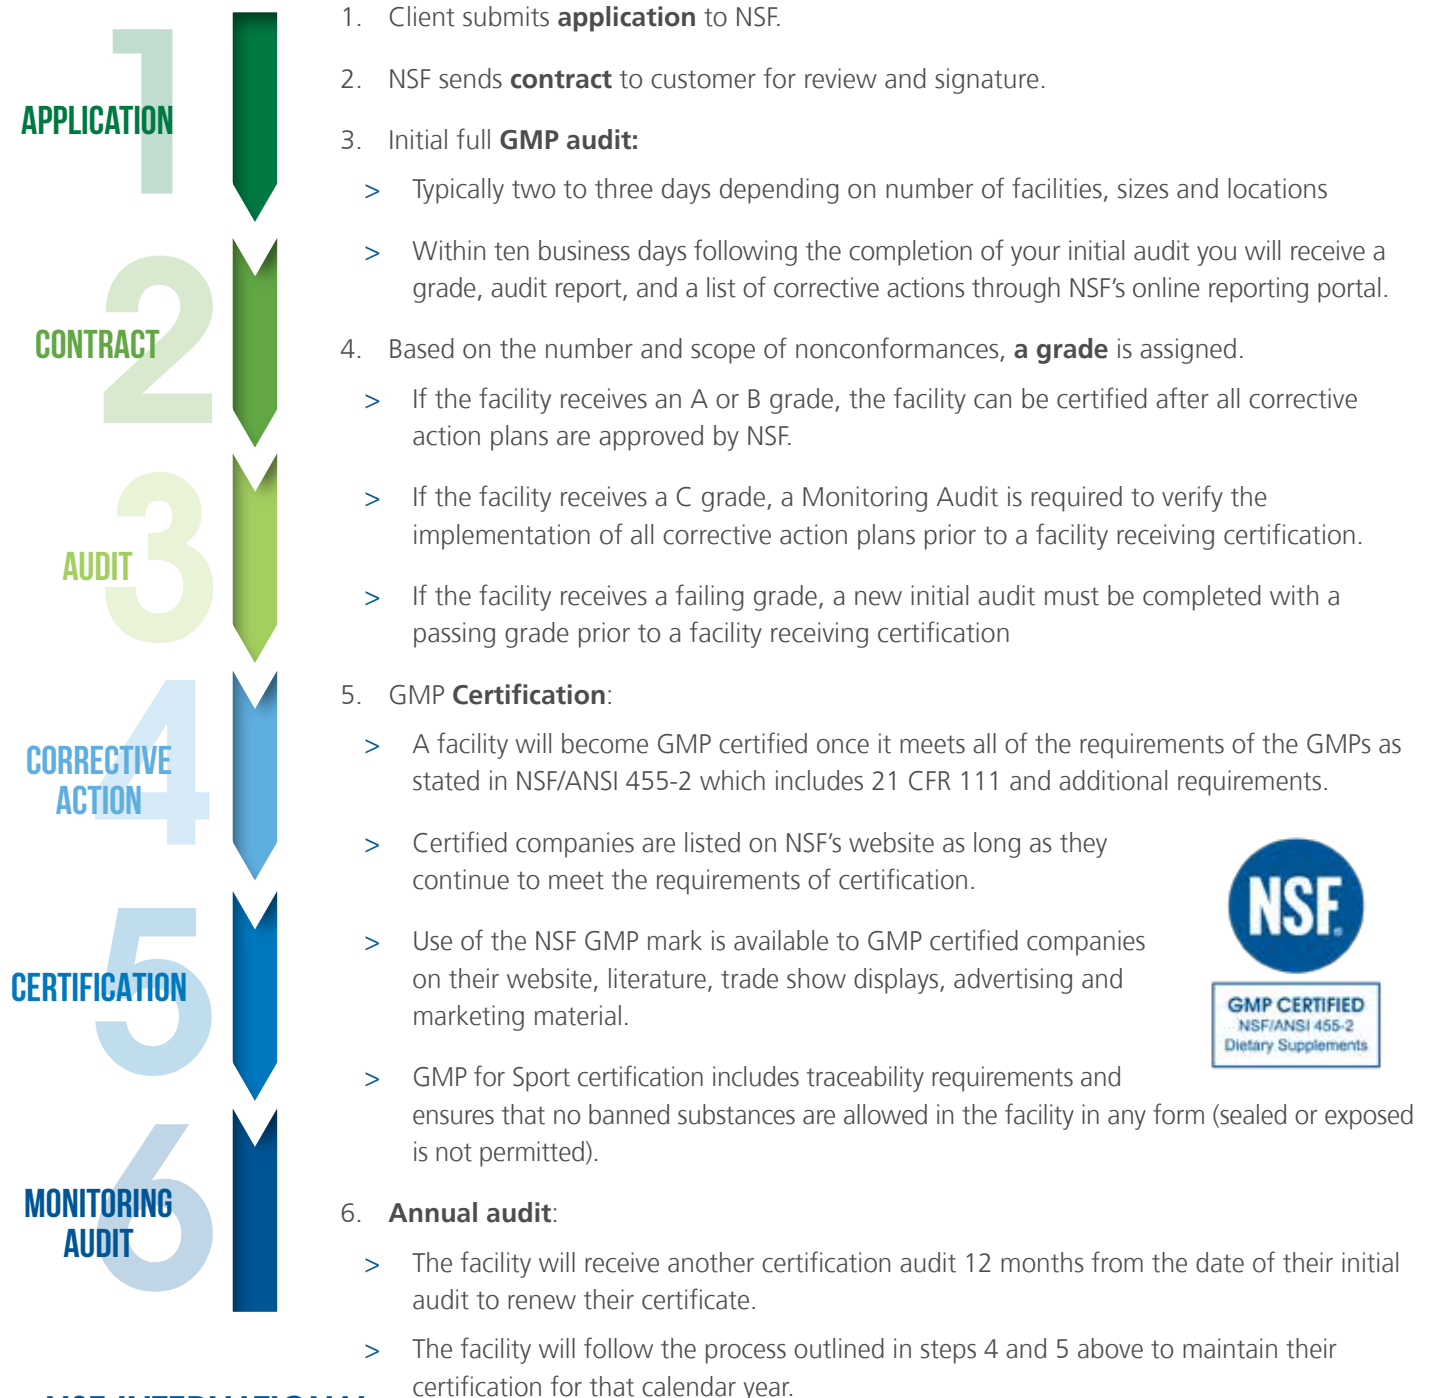 1
APPLICATION
2
CONTRACT
3
AUDIT
4
CORRECTIVE
ACTION
5
CERTIFICATION
6
MONITORING
AUDIT
1. Client submits application to NSF.
2. NSF sends contract to customer for review and signature.
3. Initial full GMP audit:
> Typically two to three days depending on number of facilities, sizes and locations
> Within ten business days following the completion of your initial audit you will receive a
grade, audit report, and a list of corrective actions through NSF's online reporting portal.
4. Based on the number and scope of nonconformances, a grade is assigned.
> If the facility receives an A or B grade, the facility can be certified after all corrective
action plans are approved by NSF.
> If the facility receives a C grade, a Monitoring Audit is required to verify the
implementation of all corrective action plans prior to a facility receiving certification.
> If the facility receives a failing grade, a new initial audit must be completed with a
passing grade prior to a facility receiving certification
5. GMP Certification:
> A facility will become GMP certified once it meets all of the requirements of the GMPs as
stated in NSF/ANSI 455-2 which includes 21 CFR 111 and additional requirements.
> Certified companies are listed on NSF's website as long as they
continue to meet the requirements of certification.
> Use of the NSF GMP mark is available to GMP certified companies
on their website, literature, trade show displays, advertising and
marketing material.
NSF®
GMP CERTIFIED
NSF/ANSI 455-2
Dietary Supplements
> GMP for Sport certification includes traceability requirements and
ensures that no banned substances are allowed in the facility in any form (sealed or exposed
is not permitted).
6. Annual audit:
> The facility will receive another certification audit 12 months from the date of their initial
audit to renew their certificate.
> The facility will follow the process outlined in steps 4 and 5 above to maintain their
certification for that calendar year.
NSF INTERNATIONAL